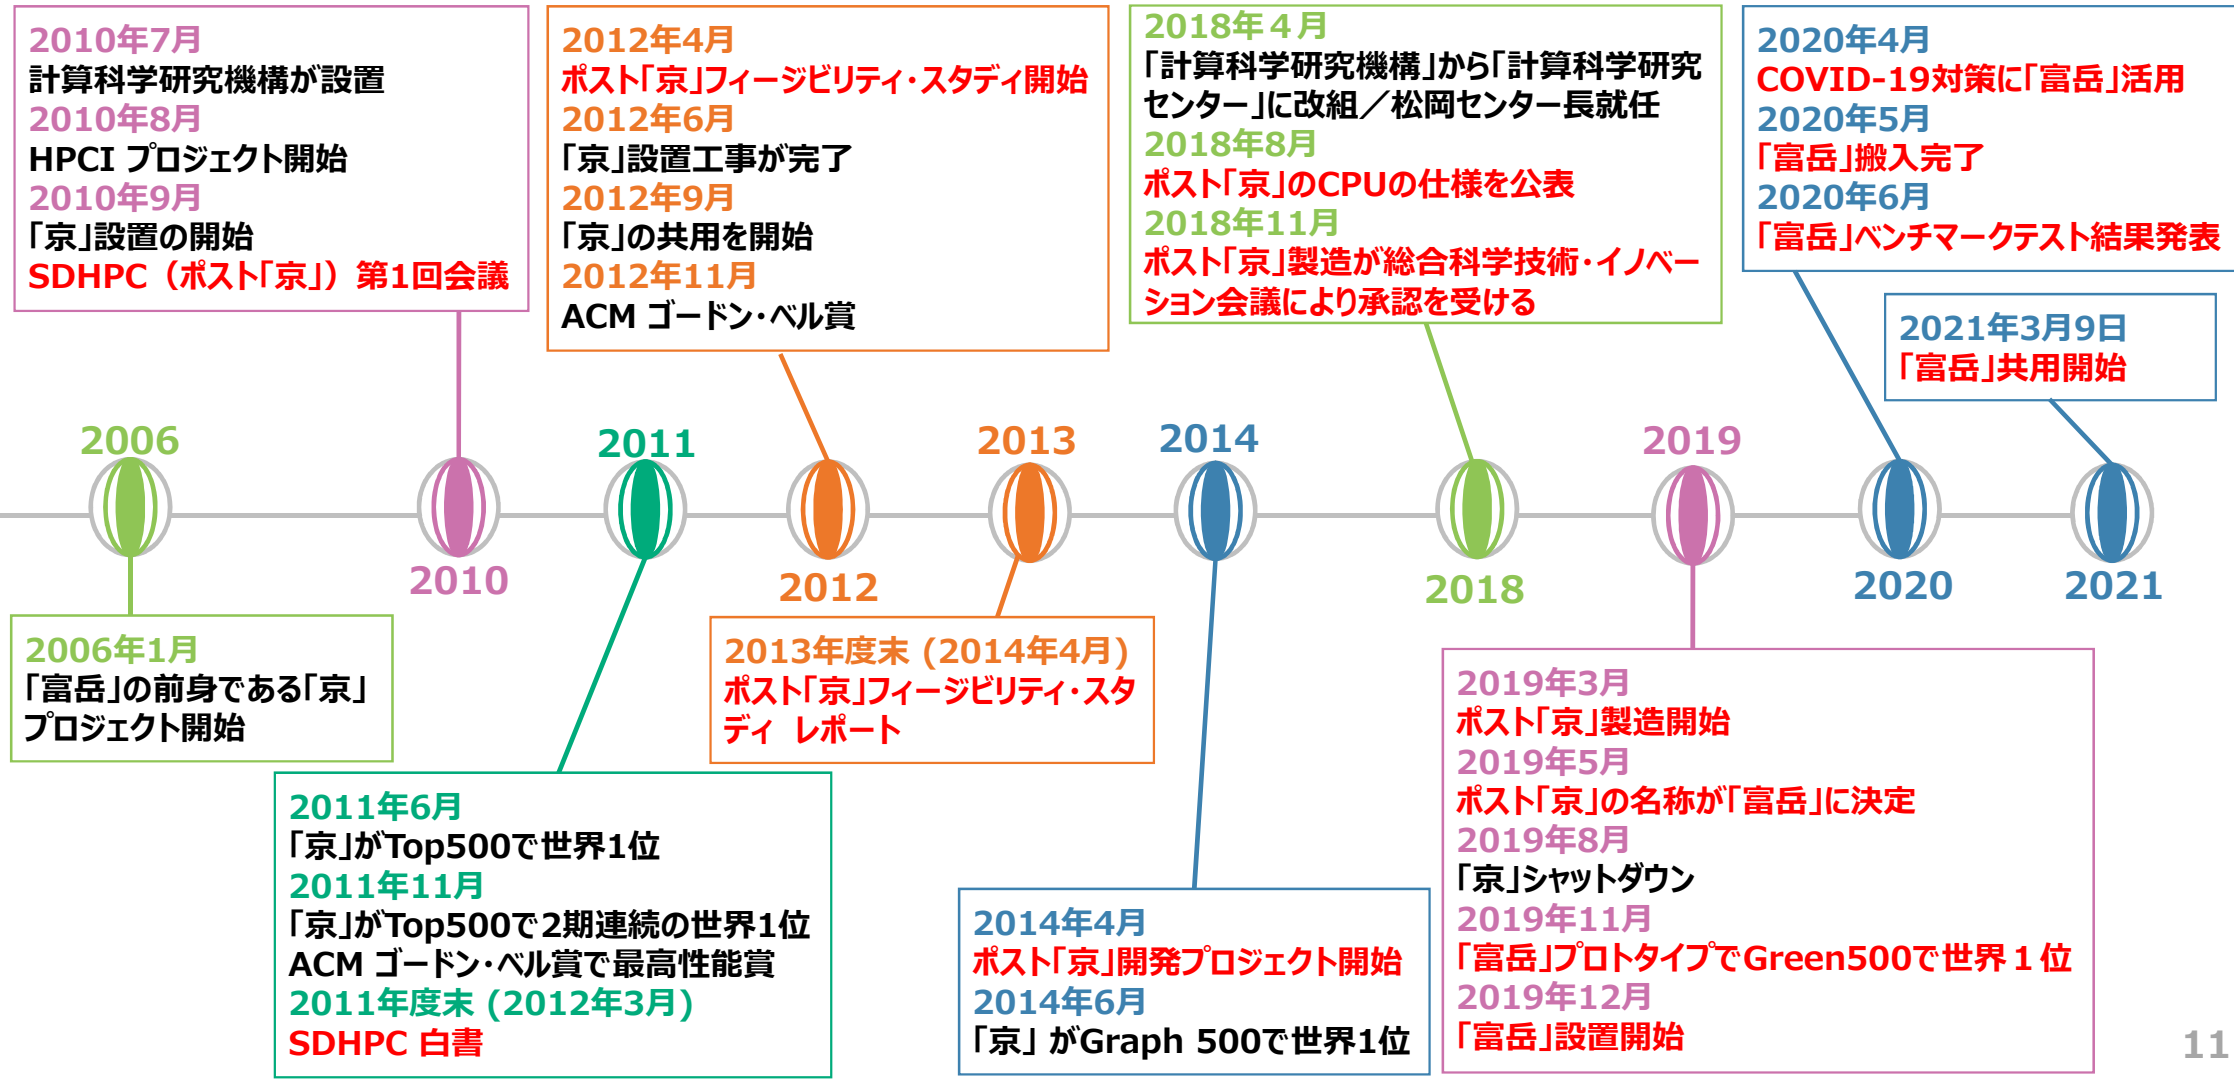 2010年7月
計算科学研究機構が設置
2010年8月
HPCI プロジェクト開始
2010年9月
「京」設置の開始
SDHPC（ポスト「京」）第1回会議
2012年4月
ポスト「京」フィージビリティ・スタディ開始
2012年6月
「京」設置工事が完了
2012年9月
「京」の共用を開始
2012年11月
ACM ゴードン・ベル賞
2018年４月
「計算科学研究機構」から「計算科学研究
センター」に改組／松岡センター長就任
2018年8月
ポスト「京」のCPUの仕様を公表
2018年11月
ポスト「京」製造が総合科学技術・イノベー
ション会議により承認を受ける
2020年4月
COVID-19対策に「富岳」活用
2020年5月
「富岳」搬入完了
2020年6月
「富岳」ベンチマークテスト結果発表
2021年3月9日
「富岳」共用開始
2006
2010
2011
2012
2013
2014
2018
2019
2020
2021
2006年1月
「富岳」の前身である「京」
プロジェクト開始
2011年6月
「京」がTop500で世界1位
2011年11月
「京」がTop500で2期連続の世界1位
ACM ゴードン・ベル賞で最高性能賞
2011年度末 (2012年3月)
SDHPC 白書
2013年度末 (2014年4月)
ポスト「京」フィージビリティ・スタ
ディ レポート
2014年4月
ポスト「京」開発プロジェクト開始
2014年6月
「京」 がGraph 500で世界1位
2019年3月
ポスト「京」製造開始
2019年5月
ポスト「京」の名称が「富岳」に決定
2019年8月
「京」シャットダウン
2019年11月
「富岳」プロトタイプでGreen500で世界１位
2019年12月
「富岳」設置開始
11